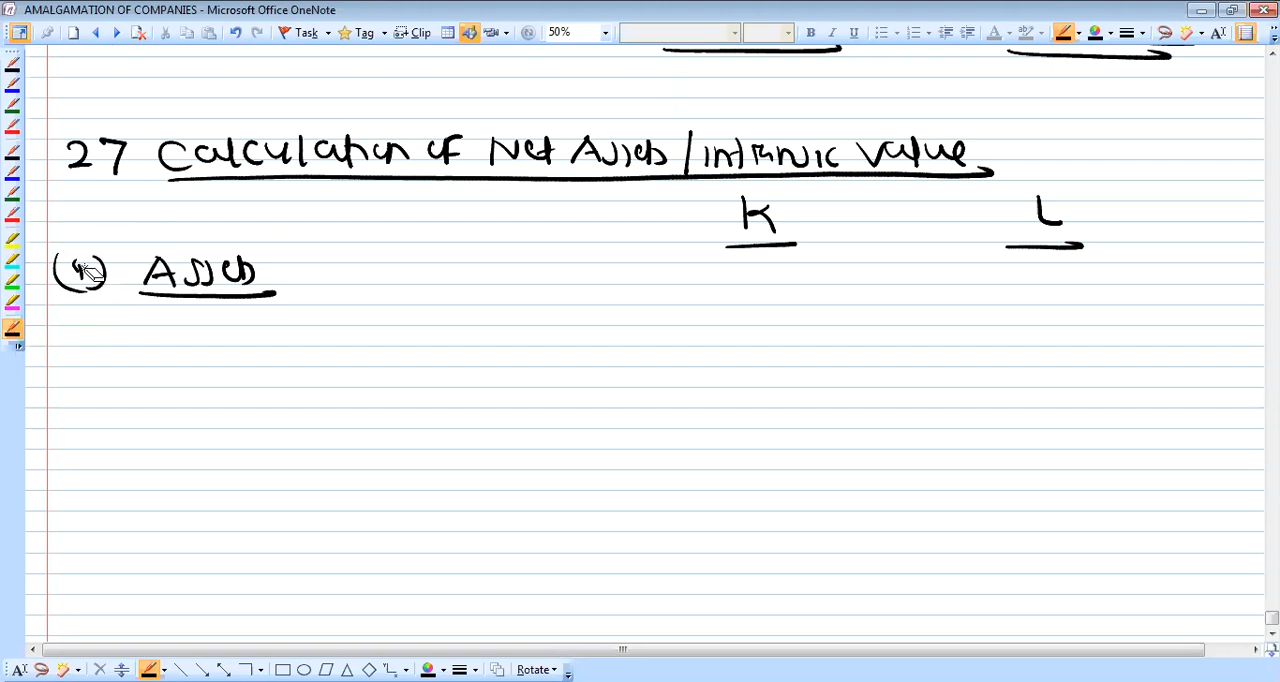 AMALGAMATION OF COMPANIES - Microsoft Office OneNote
Task Tag Clip 50% B I U A ab A
27 Calculation of Net Assets / intrinsic value
K L
Assets
A Rotate